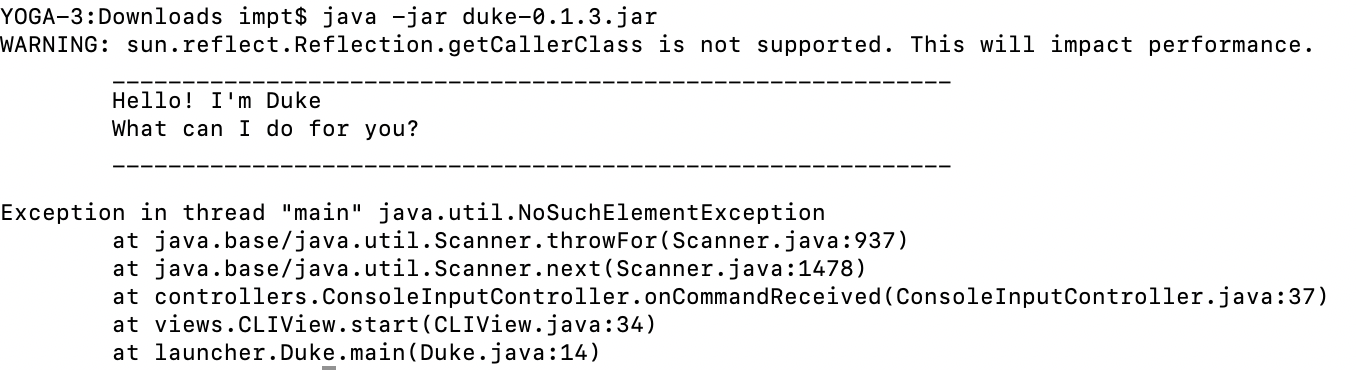 YOGA-3:Downloads impt$ java -jar duke-0.1.3.jar
WARNING: sun.reflect.Reflection.getCallerClass is not supported. This will impact performance.
____________________________________________________________
Hello! I'm Duke
What can I do for you?
____________________________________________________________
Exception in thread "main" java.util.NoSuchElementException
at java.base/java.util.Scanner.throwFor(Scanner.java:937)
at java.base/java.util.Scanner.next(Scanner.java:1478)
at controllers.ConsoleInputController.onCommandReceived(ConsoleInputController.java:37)
at views.CLIView.start(CLIView.java:34)
at launcher.Duke.main(Duke.java:14)